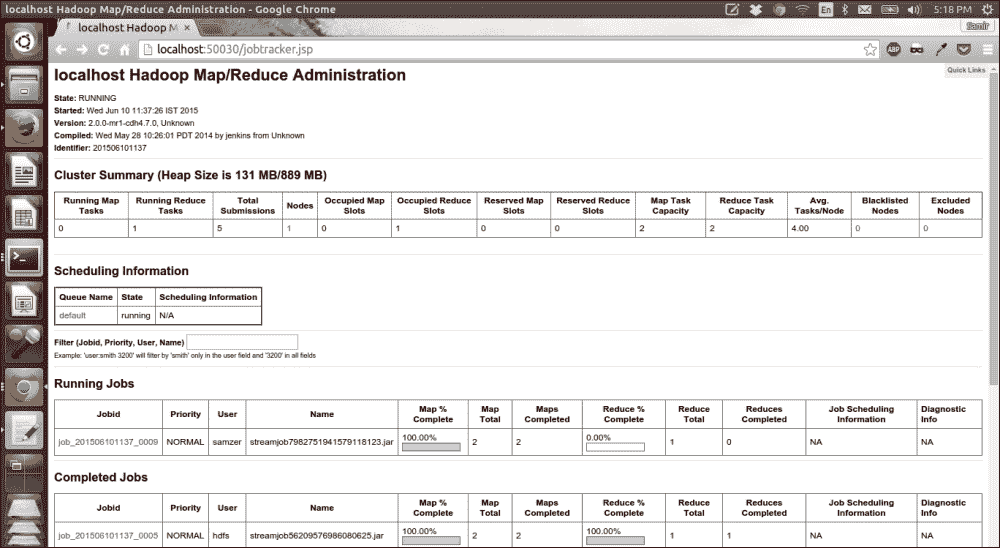 localhost Hadoop Map/Reduce Administration - Google Chrome
En
5:18 PM
localhost Hadoop M
Samir
localhost:50030/jobtracker.jsp
ABP
localhost Hadoop Map/Reduce Administration
Quick Links
State: RUNNING
Started: Wed Jun 10 11:37:26 IST 2015
Version: 2.0.0-mr1-cdh4.7.0, Unknown
Compiled: Wed May 28 10:26:01 PDT 2014 by jenkins from Unknown
Identifier: 201506101137
Cluster Summary (Heap Size is 131 MB/889 MB)
Running Map Tasks Running Reduce Tasks Total Submissions Nodes Occupied Map Slots Occupied Reduce Slots Reserved Map Slots Reserved Reduce Slots Map Task Capacity Reduce Task Capacity Avg. Tasks/Node Blacklisted Nodes Excluded Nodes
0 1 5 1 0 1 0 0 2 2 4.00 0 0
Scheduling Information
Queue Name State Scheduling Information
default running N/A
Filter (Jobid, Priority, User, Name)
Example: 'user:smith 3200' will filter by 'smith' only in the user field and '3200' in all fields
Running Jobs
Jobid Priority User Name Map % Complete Map Total Maps Completed Reduce % Complete Reduce Total Reduces Completed Job Scheduling Information Diagnostic Info
job_201506101137_0009 NORMAL samzer streamjob7982751941579118123.jar 100.00% 2 2 0.00% 1 0 NA NA
Completed Jobs
Jobid Priority User Name Map % Complete Map Total Maps Completed Reduce % Complete Reduce Total Reduces Completed Job Scheduling Information Diagnostic Info
job_201506101137_0005 NORMAL hdfs streamjob56209576986080625.jar 100.00% 2 2 100.00% 1 1 NA NA